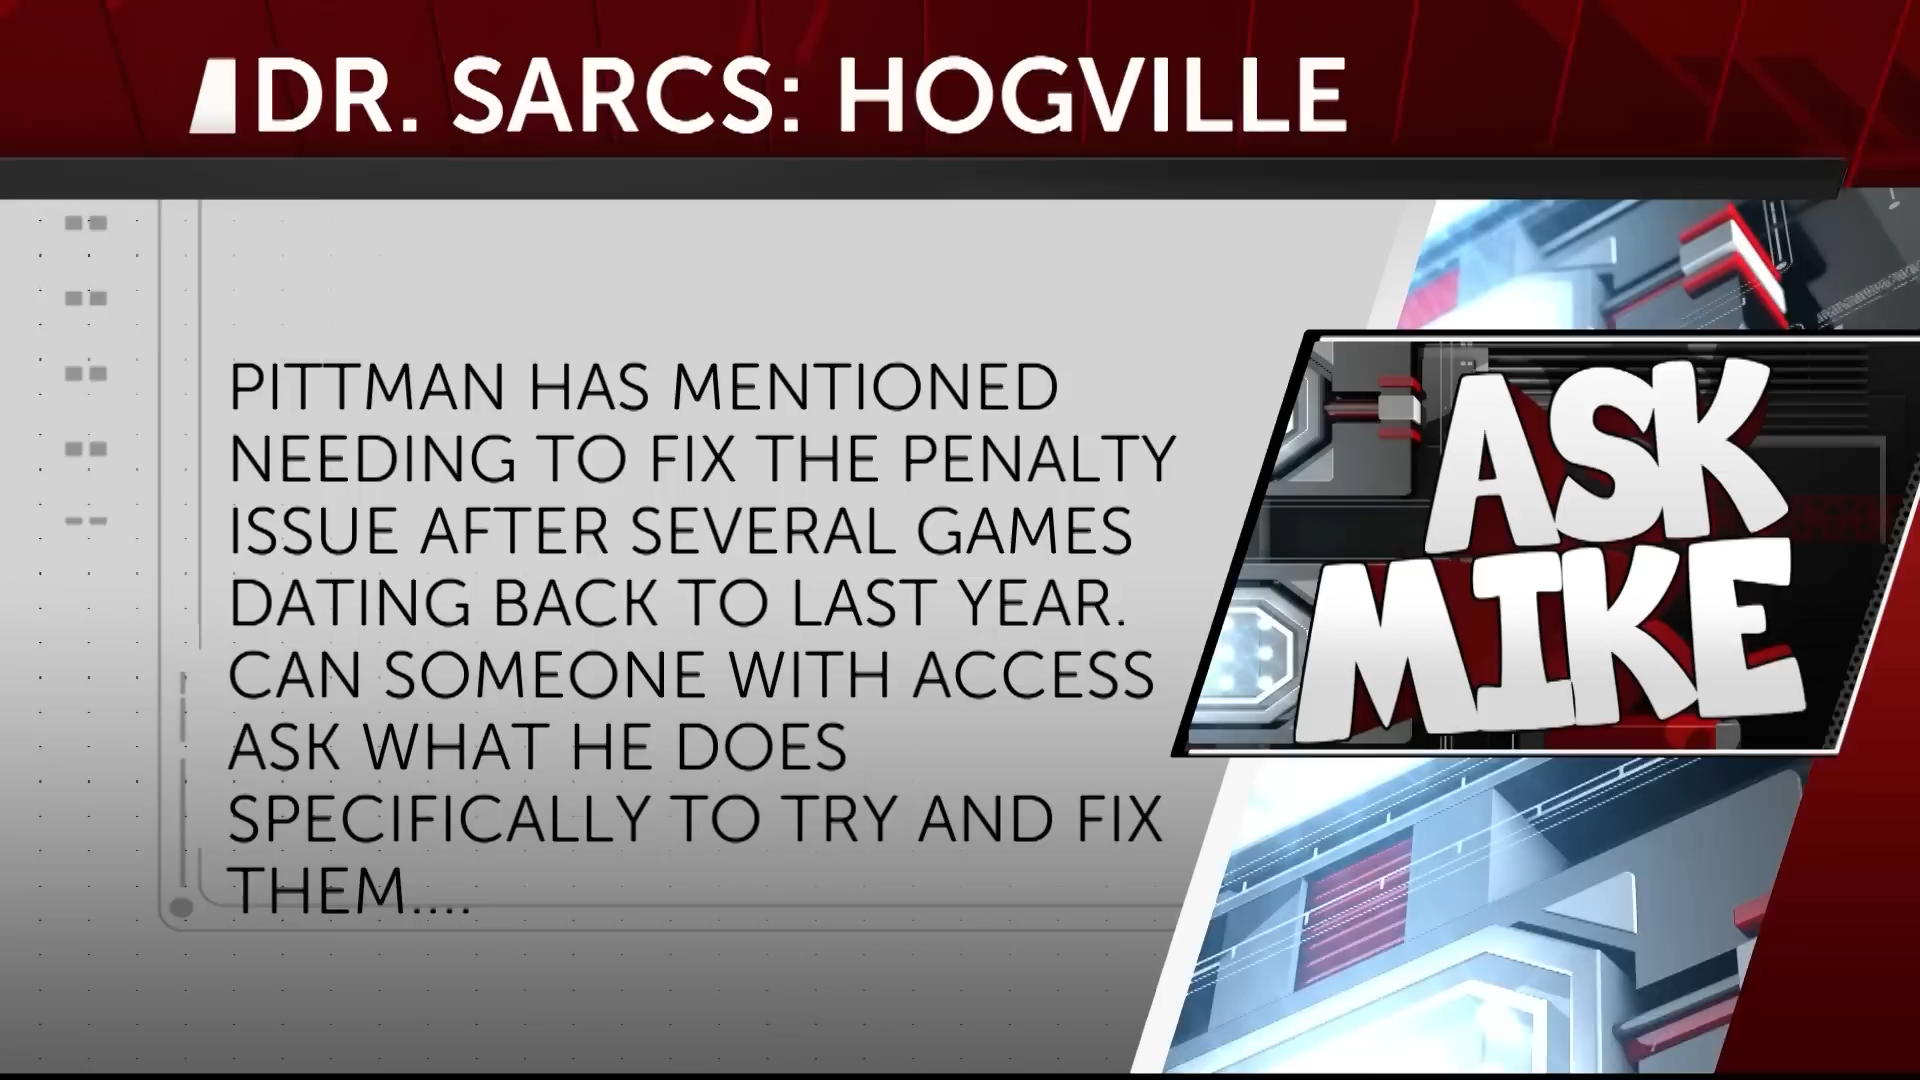 DR. SARCS: HOGVILLE
PITTMAN HAS MENTIONED
NEEDING TO FIX THE PENALTY
ISSUE AFTER SEVERAL GAMES
DATING BACK TO LAST YEAR.
CAN SOMEONE WITH ACCESS
ASK WHAT HE DOES
SPECIFICALLY TO TRY AND FIX
THEM....
ASK
MIKE